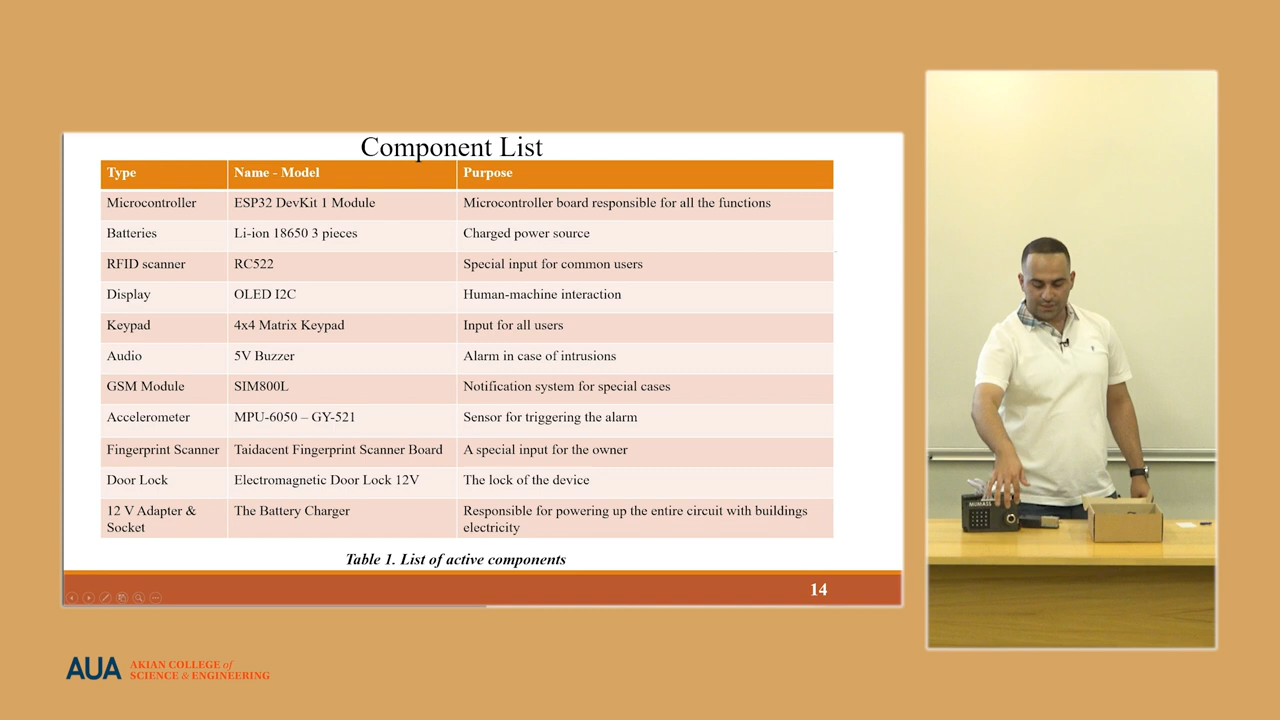 Component List
Type Name - Model Purpose
Microcontroller ESP32 DevKit 1 Module Microcontroller board responsible for all the functions
Batteries Li-ion 18650 3 pieces Charged power source
RFID scanner RC522 Special input for common users
Display OLED I2C Human-machine interaction
Keypad 4x4 Matrix Keypad Input for all users
Audio 5V Buzzer Alarm in case of intrusions
GSM Module SIM800L Notification system for special cases
Accelerometer MPU-6050 – GY-521 Sensor for triggering the alarm
Fingerprint Scanner Taidacent Fingerprint Scanner Board A special input for the owner
Door Lock Electromagnetic Door Lock 12V The lock of the device
12 V Adapter & The Battery Charger Responsible for powering up the entire circuit with buildings
Socket electricity
Table 1. List of active components
14
MUMASS
AUA AKIAN COLLEGE of
SCIENCE & ENGINEERING